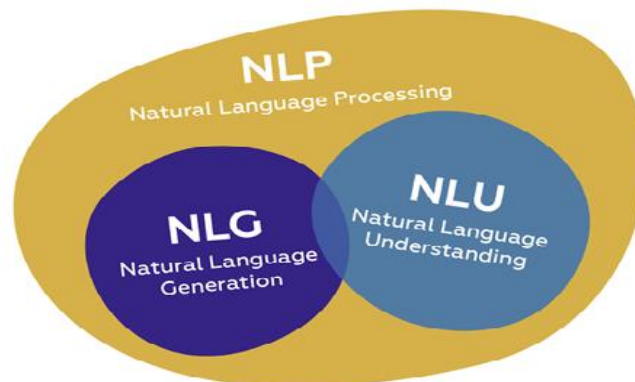 NLP
Natural Language Processing
NLG
Natural Language
Generation
NLU
Natural Language
Understanding